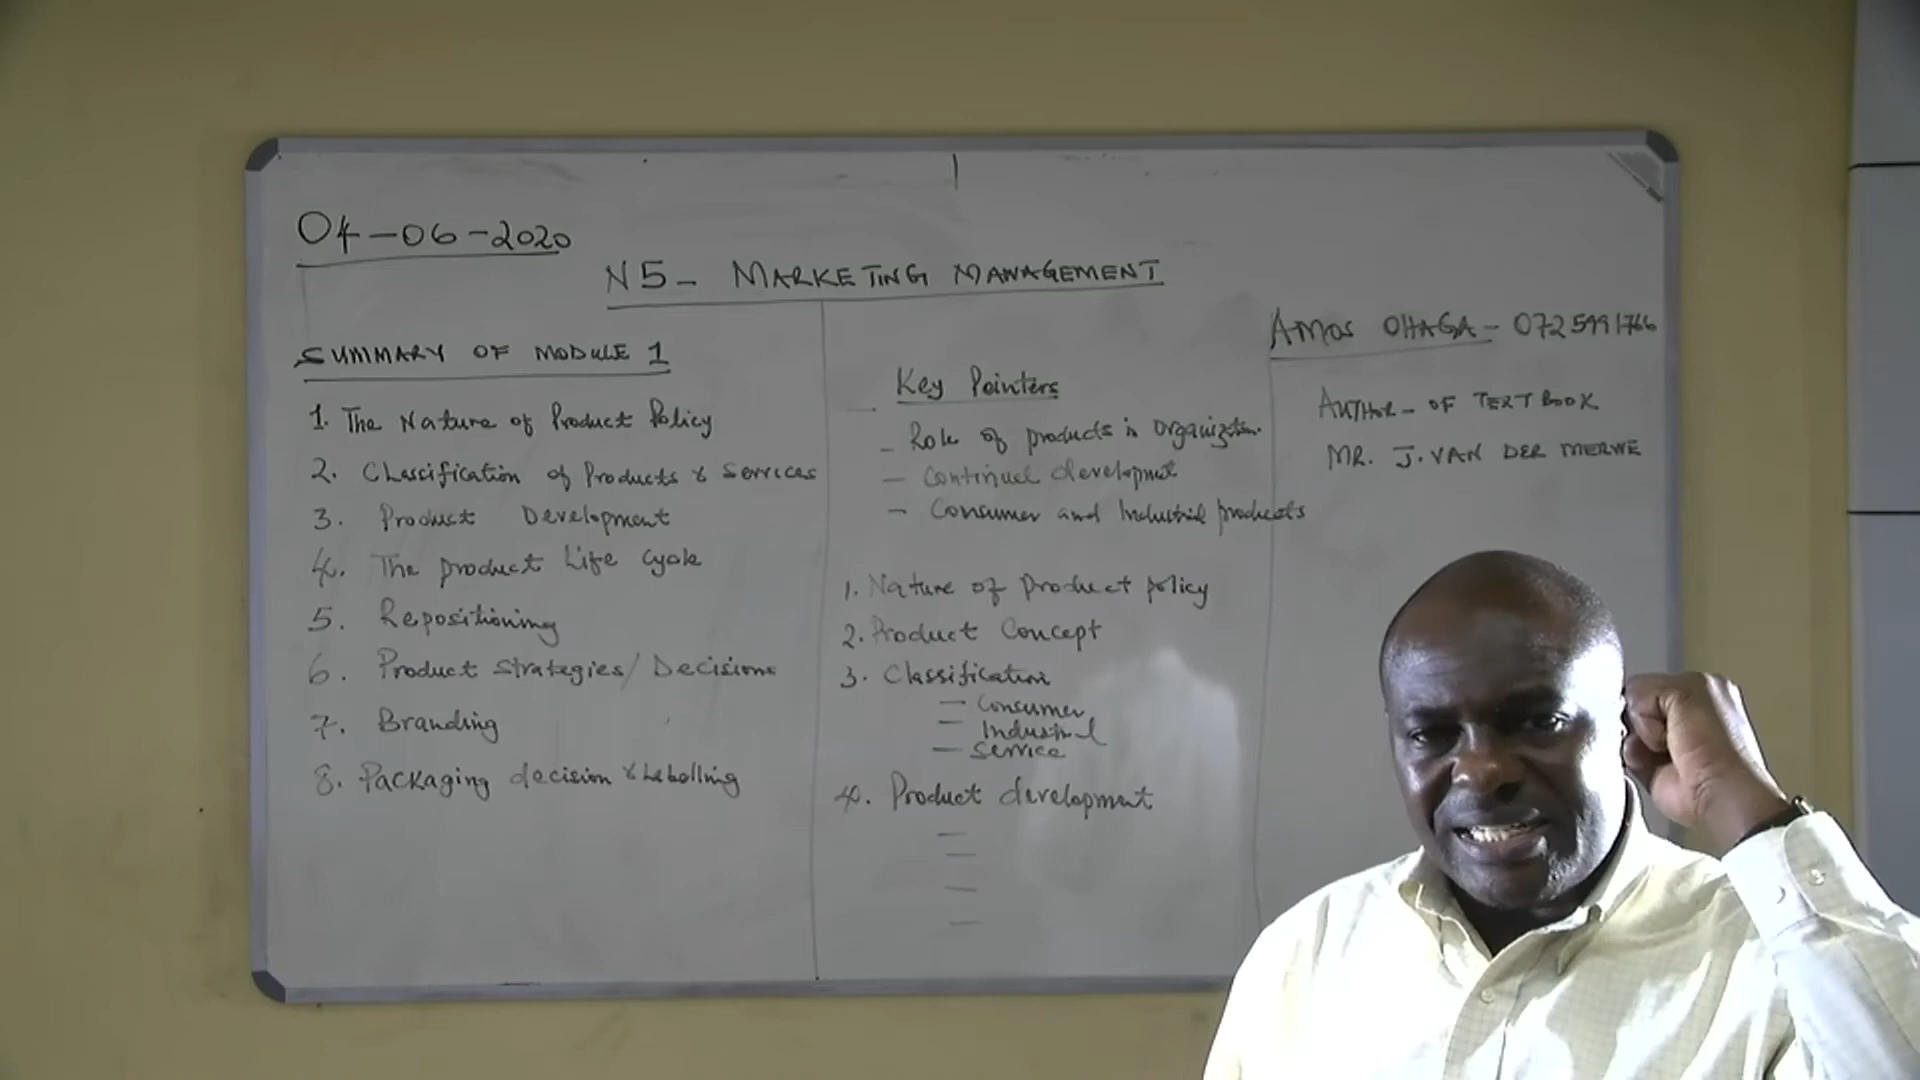 04-06-2020
N5- MARKETING MANAGEMENT
SUMMARY OF MODULE 1
1. The Nature of Product Policy
2. Classification of Products & Services
3. Product Development
4. The product Life cycle
5. Repositioning
6. Product strategies/Decisions
7. Branding
8. Packaging decision & Labelling
Key Pointers
- Role of products in Organization
- Continuel development
- Consumer and Industrial products
1. Nature of product policy
2. Product Concept
3. Classification
- Consumer
- Industrial
- Service
4. Product development
AMOS OHAGA - 0725991766
AUTHOR - OF TEXTBOOK
MR. J. VAN DER MERWE